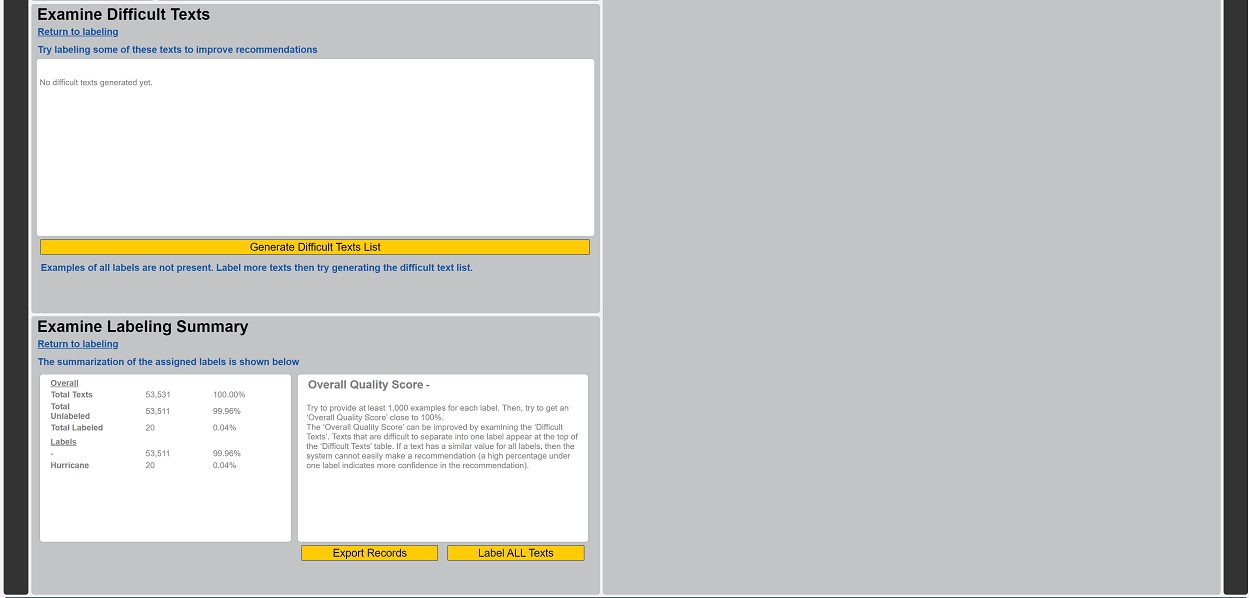 Examine Difficult Texts
Return to labeling
Try labeling some of these texts to improve recommendations
No difficult texts generated yet.
Generate Difficult Texts List
Examples of all labels are not present. Label more texts then try generating the difficult text list.
Examine Labeling Summary
Return to labeling
The summarization of the assigned labels is shown below
Overall
Total Texts 53,531 100.00%
Total Unlabeled 53,511 99.96%
Total Labeled 20 0.04%
Labels
- 53,511 99.96%
Hurricane 20 0.04%
Overall Quality Score -
Try to provide at least 1,000 examples for each label. Then, try to get an
'Overall Quality Score' close to 100%.
The 'Overall Quality Score' can be improved by examining the 'Difficult
Texts'. Texts that are difficult to separate into one label appear at the top of
the 'Difficult Texts' table. If a text has a similar value for all labels, then the
system cannot easily make a recommendation (a high percentage under
one label indicates more confidence in the recommendation).
Export Records
Label ALL Texts